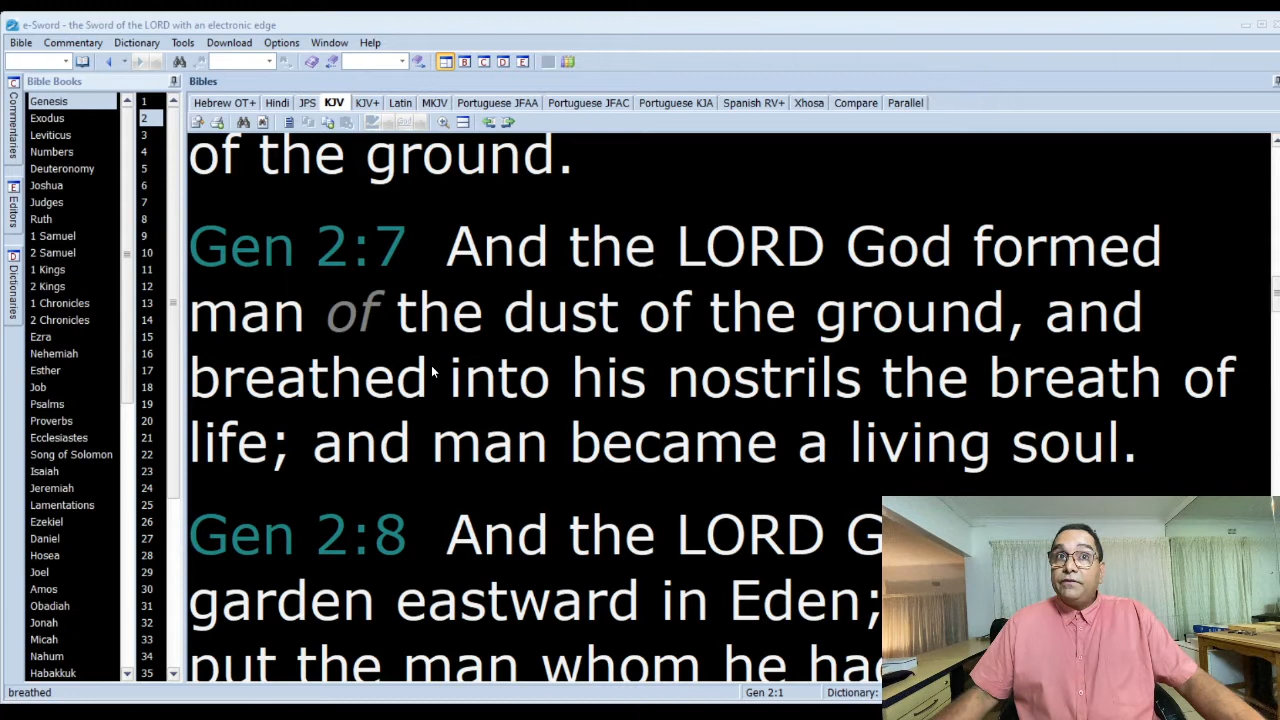 e-Sword - the Sword of the LORD with an electronic edge
Bible Commentary Dictionary Tools Download Options Window Help
B C D E
Bible Books
Bibles
Commentaries
Editors
Dictionaries
Hebrew OT+ Hindi JPS KJV KJV+ Latin MKJV Portuguese JFAA Portuguese JFAC Portuguese KJA Spanish RV+ Xhosa Compare Parallel
Genesis 1
Exodus 2
Leviticus 3
Numbers 4
Deuteronomy 5
Joshua 6
Judges 7
Ruth 8
1 Samuel 9
2 Samuel 10
1 Kings 11
2 Kings 12
1 Chronicles 13
2 Chronicles 14
Ezra 15
Nehemiah 16
Esther 17
Job 18
Psalms 19
Proverbs 20
Ecclesiastes 21
Song of Solomon 22
Isaiah 23
Jeremiah 24
Lamentations 25
Ezekiel 26
Daniel 27
Hosea 28
Joel 29
Amos 30
Obadiah 31
Jonah 32
Micah 33
Nahum 34
Habakkuk 35
of the ground.
Gen 2:7 And the LORD God formed
man of the dust of the ground, and
breathed into his nostrils the breath of
life; and man became a living soul.
Gen 2:8 And the LORD G
garden eastward in Eden;
put the man whom he had
breathed
Gen 2:1
Dictionary: